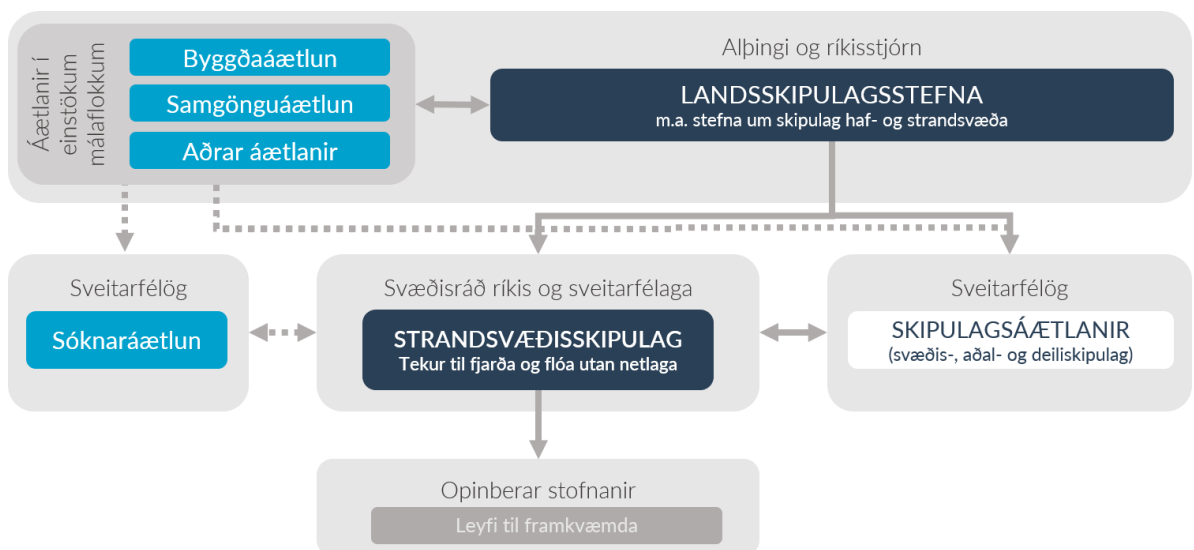 Áætlanir í
einstökum
málaflokkum
Byggðaáætlun
Samgönguáætlun
Aðrar áætlanir
Alþingi og ríkisstjórn
LANDSSKIPULAGSSTEFNA
m.a. stefna um skipulag haf- og strandsvæða
Sveitarfélög
Sóknaráætlun
Svæðisráð ríkis og sveitarfélaga
STRANDSVÆÐISSKIPULAG
Tekur til fjarða og flóa utan netlaga
Sveitarfélög
SKIPULAGSÁÆTLANIR
(svæðis-, aðal- og deiliskipulag)
Opinberar stofnanir
Leyfi til framkvæmda